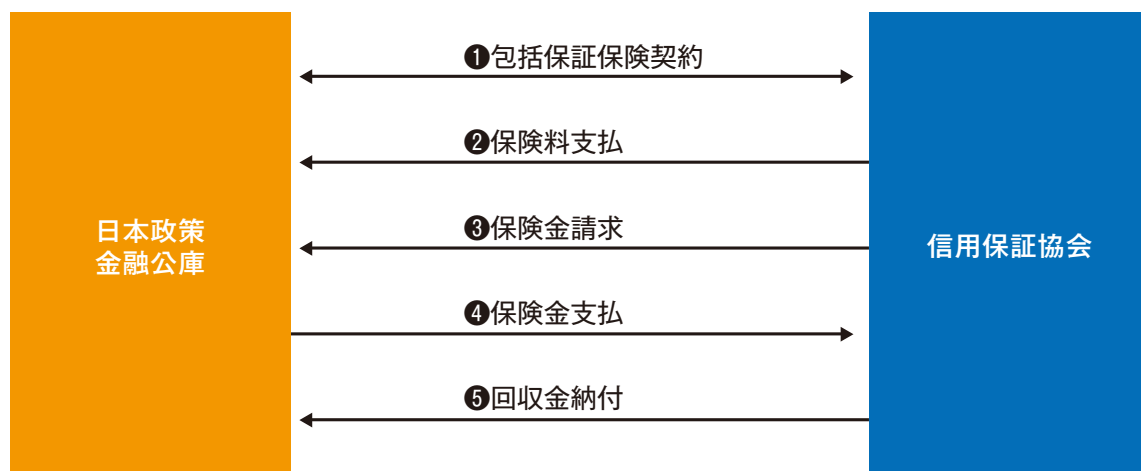 ❶包括保証保険契約
❷保険料支払
❸保険金請求
❹保険金支払
❺回収金納付
日本政策
金融公庫
信用保証協会